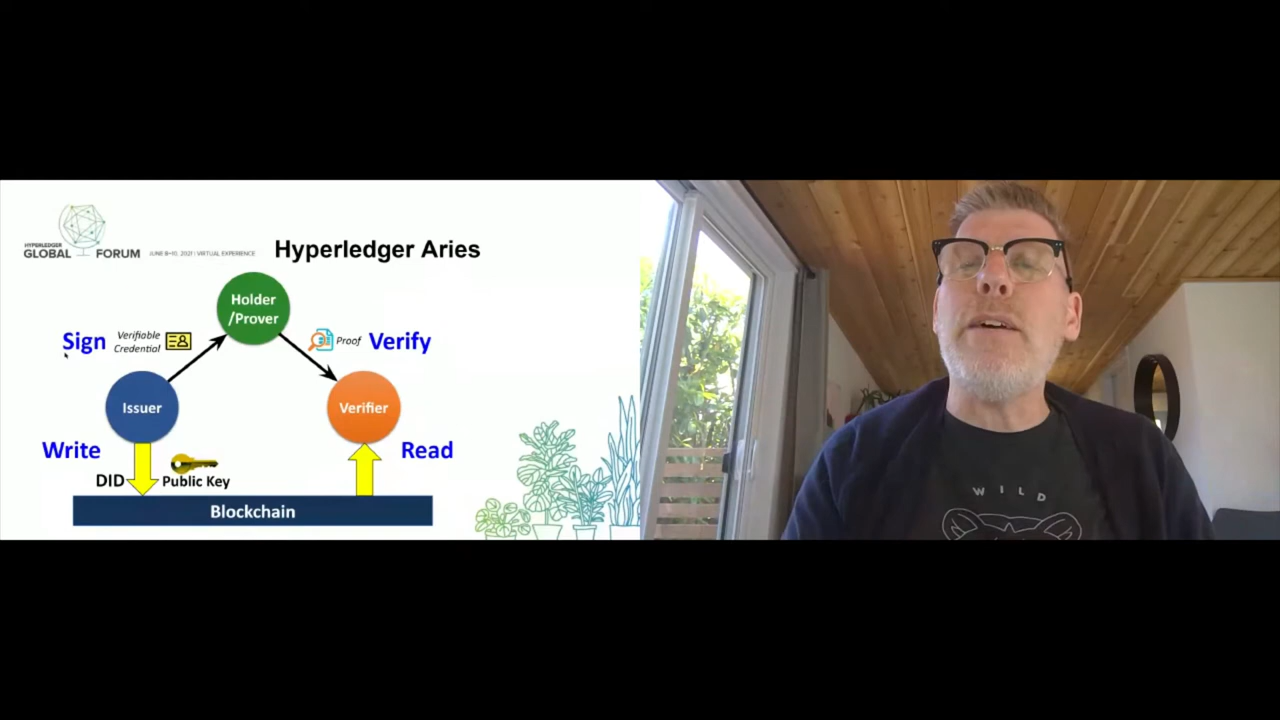 HYPERLEDGER
GLOBAL FORUM
JUNE 8-10, 2021 | VIRTUAL EXPERIENCE
Hyperledger Aries
Holder
/Prover
Sign
Verifiable
Credential
Proof
Verify
Issuer
Verifier
Write
Read
DID
Public Key
Blockchain
WILD